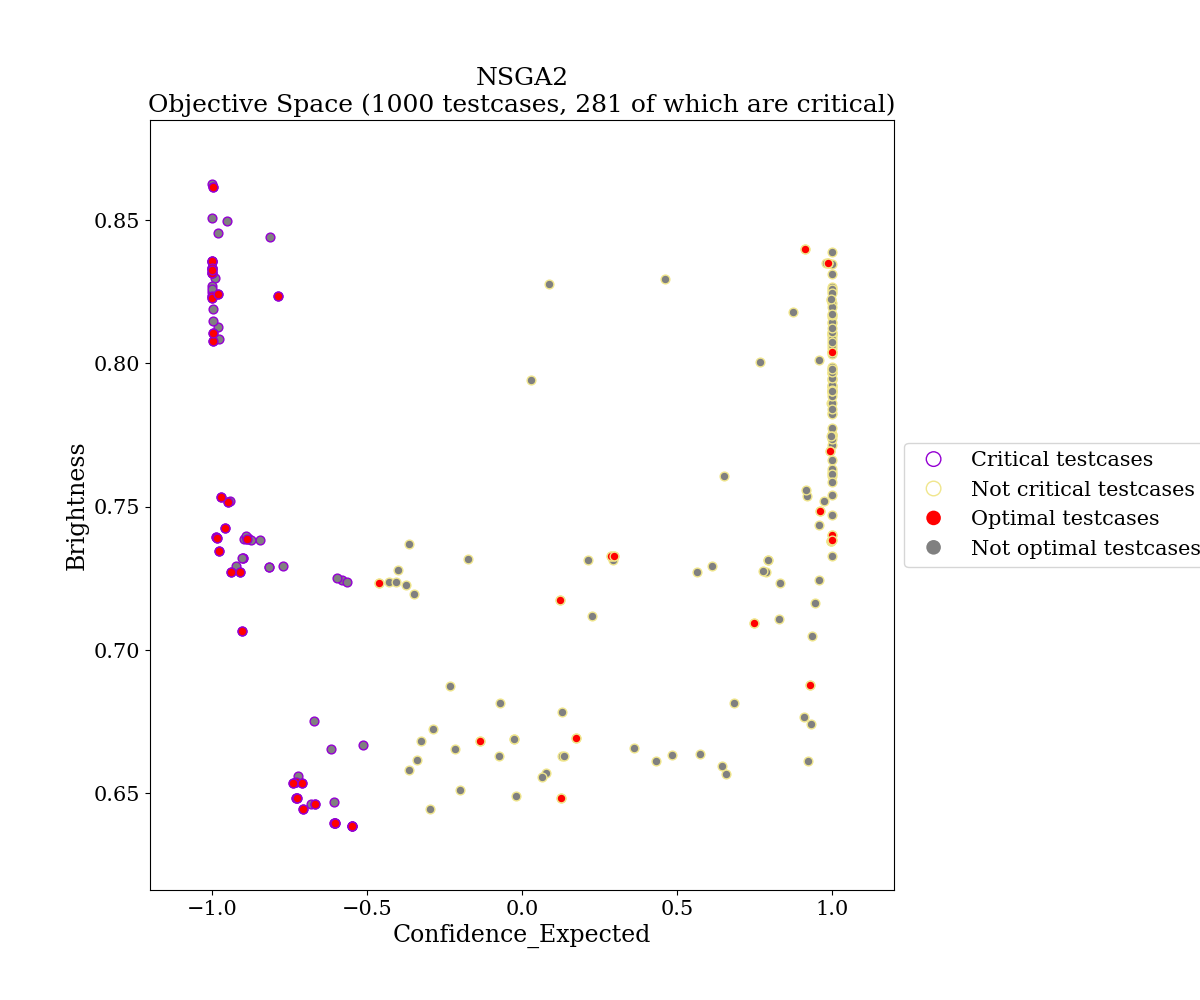 NSGA2
Objective Space (1000 testcases, 281 of which are critical)
0.85
0.80
0.75
0.70
0.65
Brightness
−1.0
−0.5
0.0
0.5
1.0
Confidence_Expected
Critical testcases
Not critical testcases
Optimal testcases
Not optimal testcases